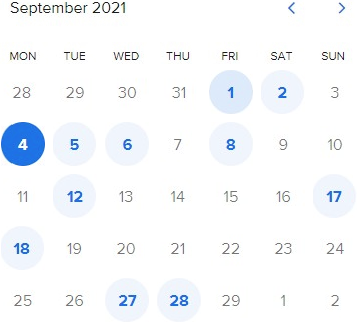 September 2021
MON TUE WED THU FRI SAT SUN
28 29 30 31 1 2 3
4 5 6 7 8 9 10
11 12 13 14 15 16 17
18 19 20 21 22 23 24
25 26 27 28 29 1 2